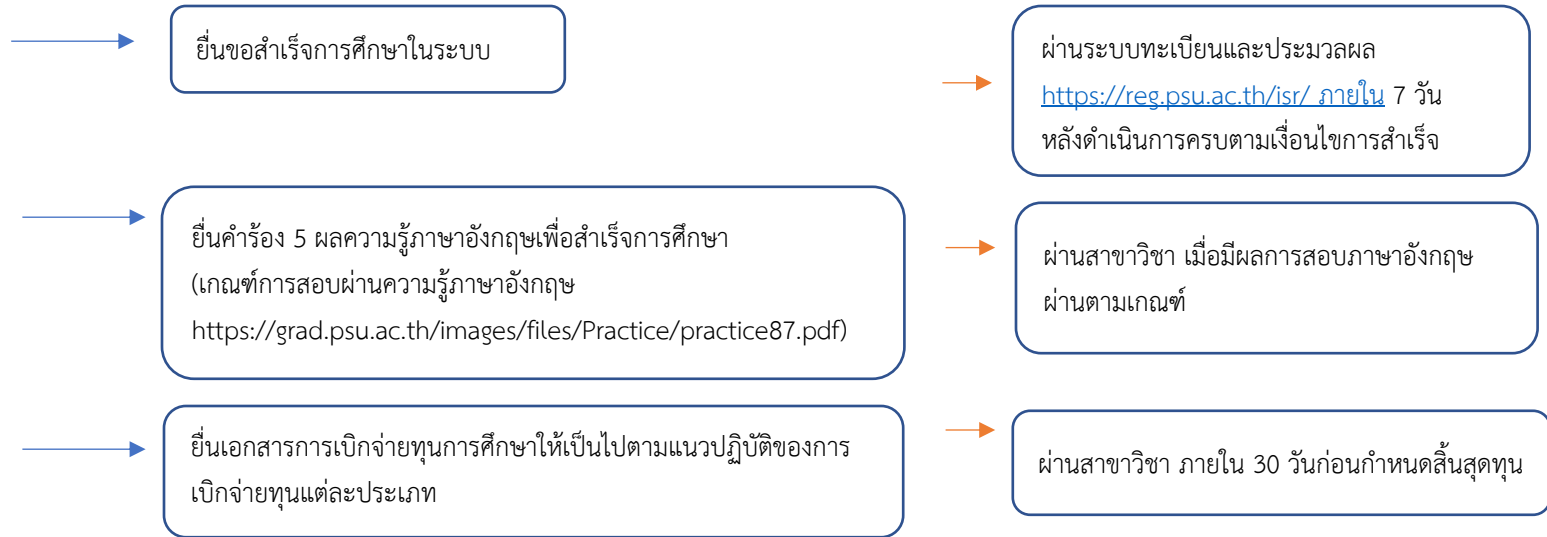 ยื่นขอสำเร็จการศึกษาในระบบ
ผ่านระบบทะเบียนและประมวลผล
https://reg.psu.ac.th/isr/ ภายใน 7 วัน
หลังดำเนินการครบตามเงื่อนไขการสำเร็จ
ยื่นคำร้อง 5 ผลความรู้ภาษาอังกฤษเพื่อสำเร็จการศึกษา
(เกณฑ์การสอบผ่านความรู้ภาษาอังกฤษ
https://grad.psu.ac.th/images/files/Practice/practice87.pdf)
ผ่านสาขาวิชา เมื่อมีผลการสอบภาษาอังกฤษ
ผ่านตามเกณฑ์
ยื่นเอกสารการเบิกจ่ายทุนการศึกษาให้เป็นไปตามแนวปฏิบัติของการ
เบิกจ่ายทุนแต่ละประเภท
ผ่านสาขาวิชา ภายใน 30 วันก่อนกำหนดสิ้นสุดทุน